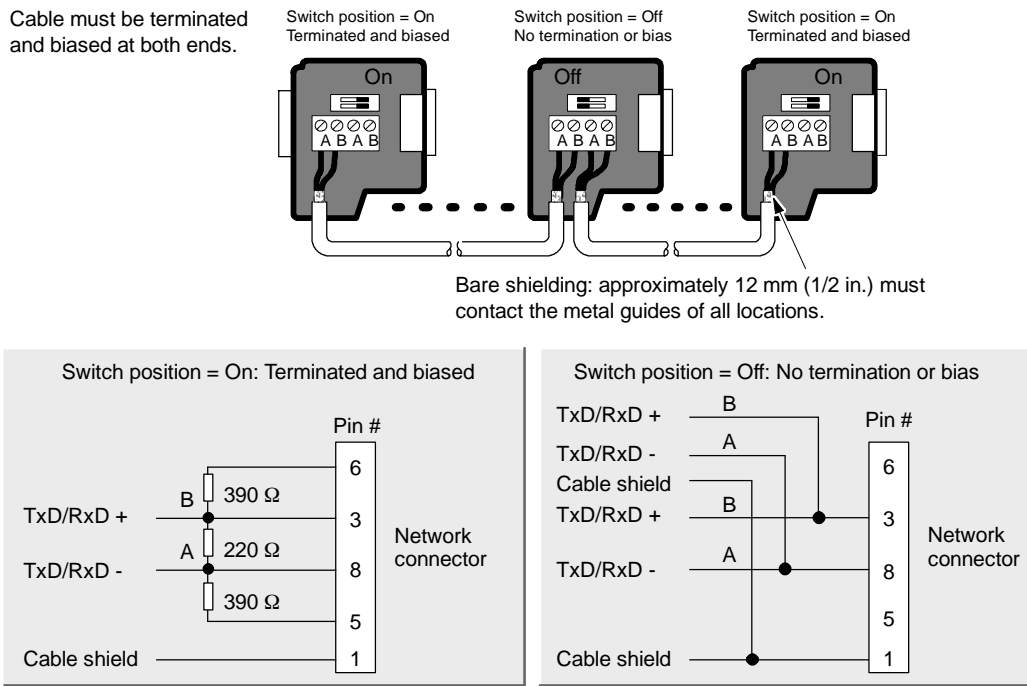 Cable must be terminated
and biased at both ends.
Switch position = On
Terminated and biased
Switch position = Off
No termination or bias
Switch position = On
Terminated and biased
On
Off
On
A B A B
A B A B
A B A B
Bare shielding: approximately 12 mm (1/2 in.) must
contact the metal guides of all locations.
Switch position = On: Terminated and biased
Pin #
6
390 Ω
B
TxD/RxD +
3
220 Ω
A
TxD/RxD -
8
Network
connector
390 Ω
5
Cable shield
1
Switch position = Off: No termination or bias
TxD/RxD +
B
Pin #
TxD/RxD -
A
6
Cable shield
TxD/RxD +
B
3
Network
connector
TxD/RxD -
A
8
5
Cable shield
1